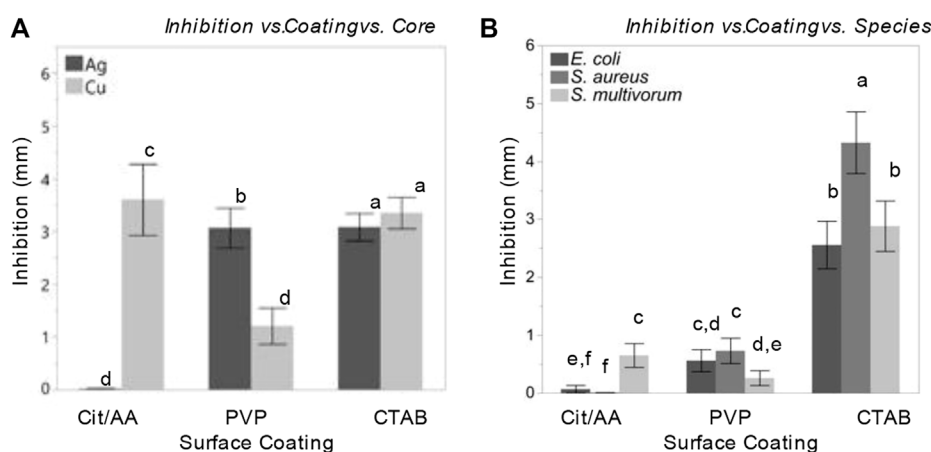 A
Inhibition vs.Coatingvs. Core
Ag
Cu
Inhibition (mm)
6
5
4
3
2
1
0
d
c
b
d
a
a
Cit/AA
PVP
CTAB
Surface Coating
B
Inhibition vs.Coatingvs. Species
E. coli
S. aureus
S. multivorum
Inhibition (mm)
6
5
4
3
2
1
0
e,f
f
c
c,d
c
d,e
b
a
b
Cit/AA
PVP
CTAB
Surface Coating